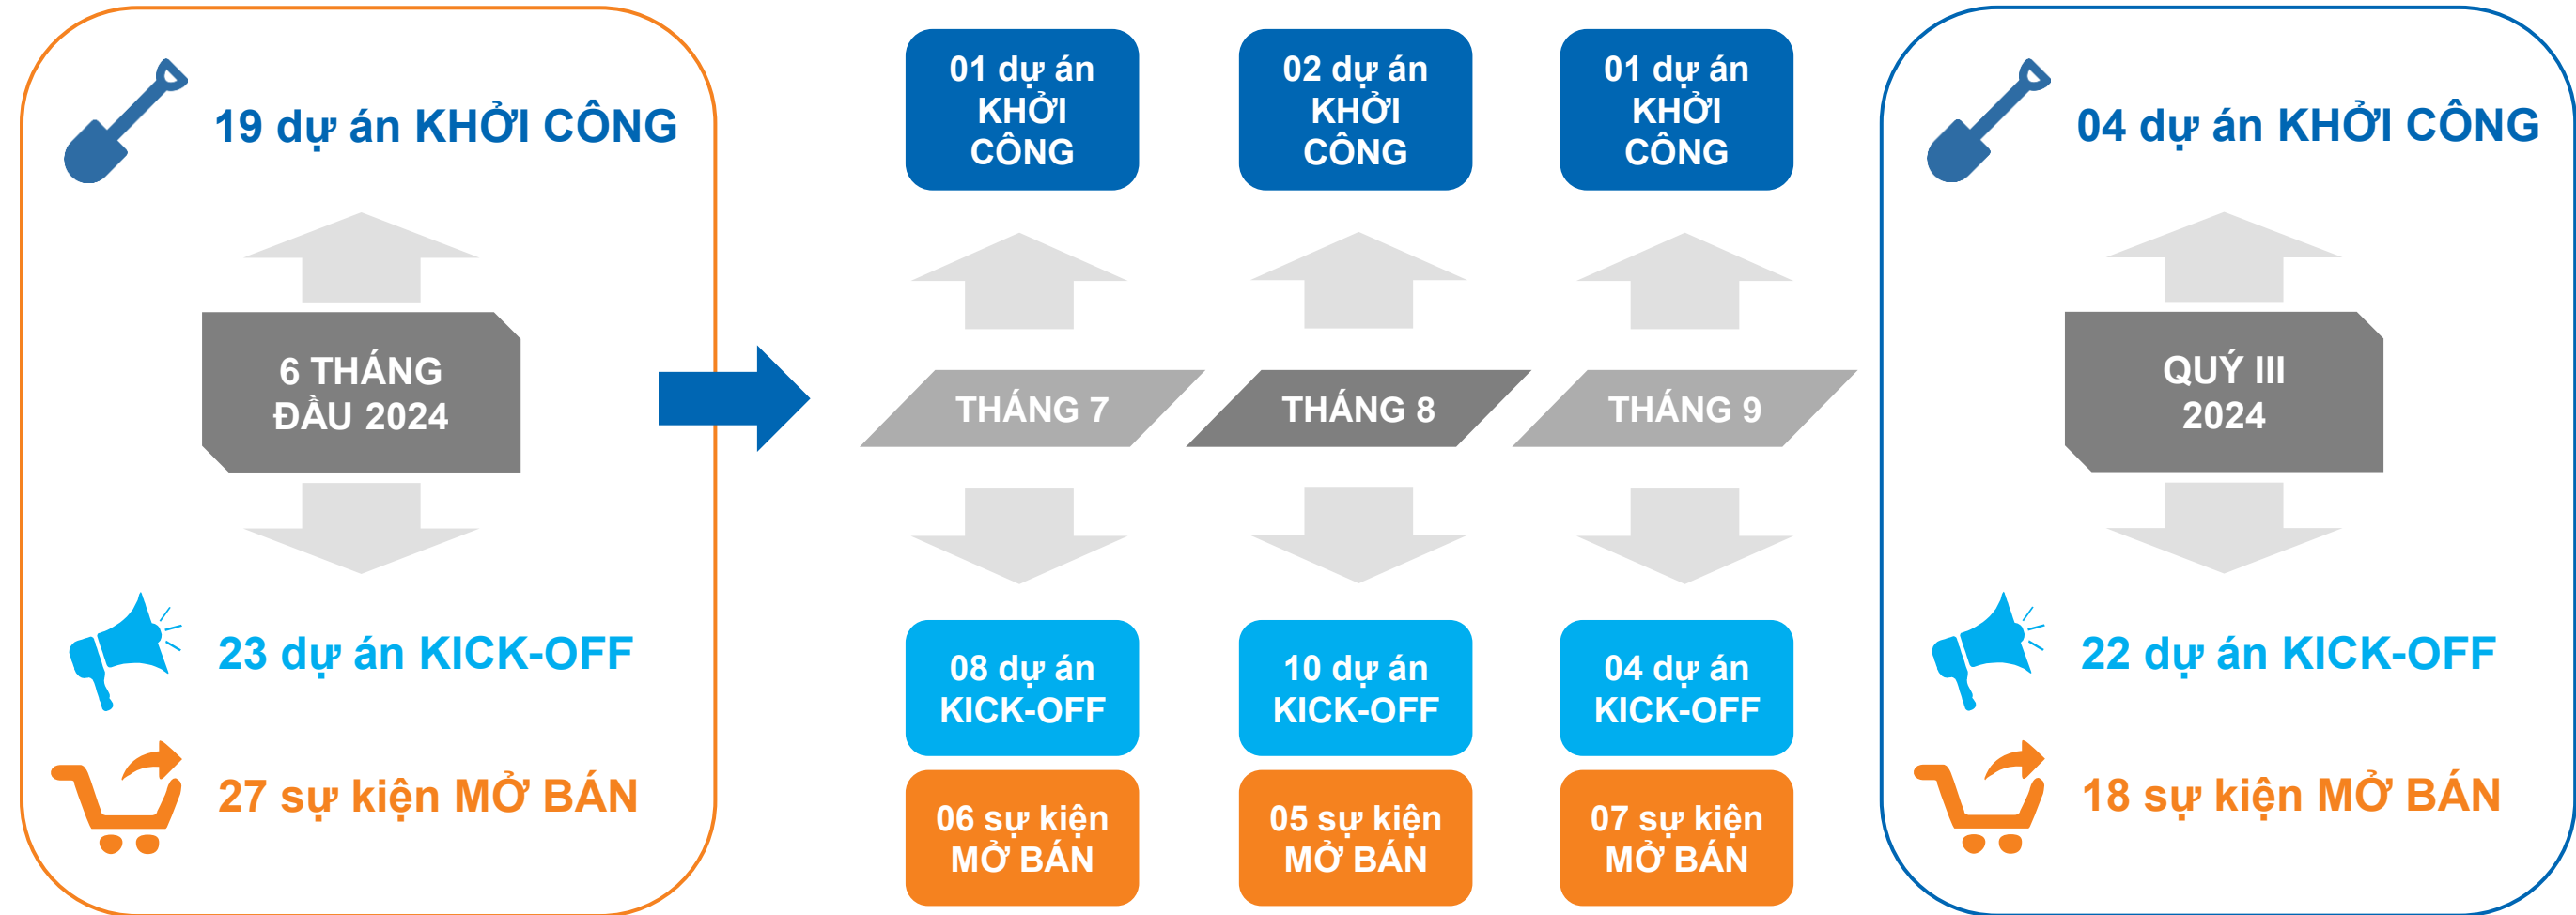 19 dự án KHỞI CÔNG
6 THÁNG
ĐẦU 2024
23 dự án KICK-OFF
27 sự kiện MỞ BÁN
01 dự án
KHỞI
CÔNG
THÁNG 7
08 dự án
KICK-OFF
06 sự kiện
MỞ BÁN
02 dự án
KHỞI
CÔNG
THÁNG 8
10 dự án
KICK-OFF
05 sự kiện
MỞ BÁN
01 dự án
KHỞI
CÔNG
THÁNG 9
04 dự án
KICK-OFF
07 sự kiện
MỞ BÁN
04 dự án KHỞI CÔNG
QUÝ III
2024
22 dự án KICK-OFF
18 sự kiện MỞ BÁN